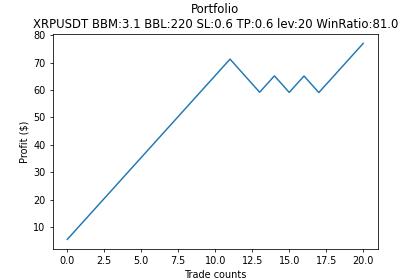 Portfolio
XRPUSDT BBM:3.1 BBL:220 SL:0.6 TP:0.6 lev:20 WinRatio:81.0
80
70
60
50
40
30
20
10
Profit ($)
0.0 2.5 5.0 7.5 10.0 12.5 15.0 17.5 20.0
Trade counts